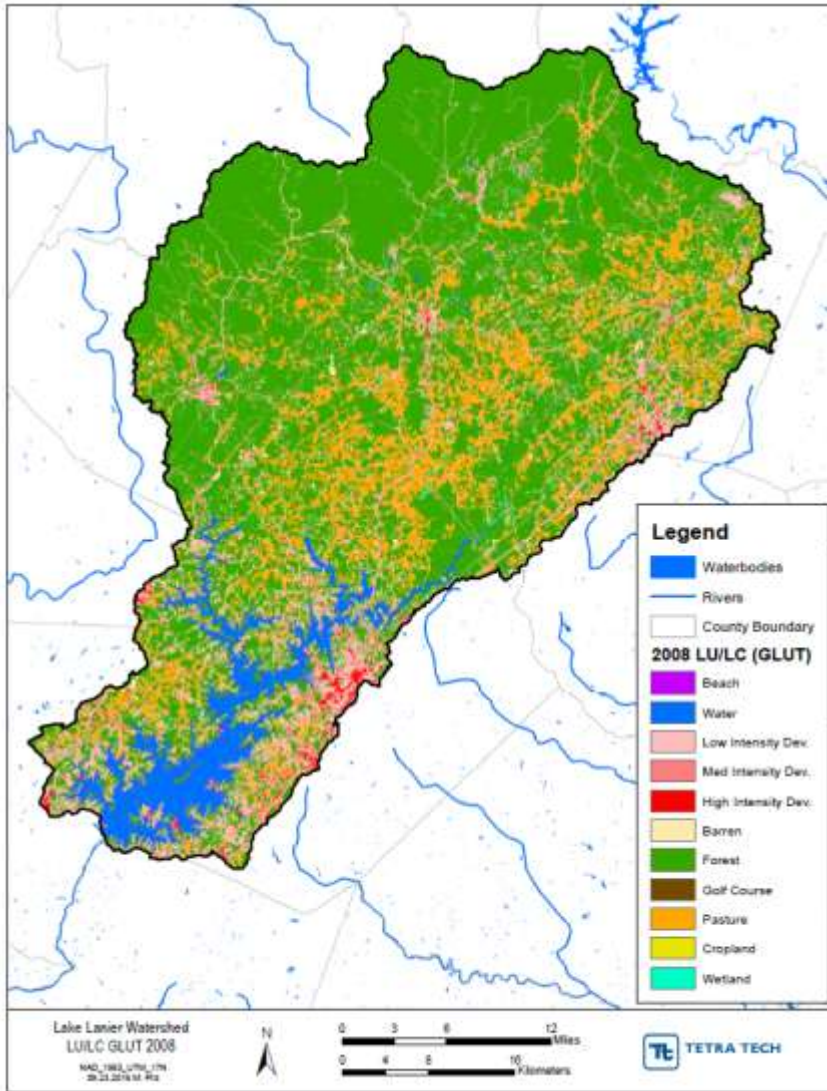 Legend
Waterbodies
Rivers
County Boundary
2008 LU/LC (GLUT)
Beach
Water
Low Intensity Dev.
Med Intensity Dev.
High Intensity Dev.
Barren
Forest
Golf Course
Pasture
Cropland
Wetland
Lake Lanier Watershed
LU/LC GLUT 2008
NAD_1983_UTM_17N
N
0 3 6 12
Miles
0 4 8 16
Kilometers
Tt TETRA TECH